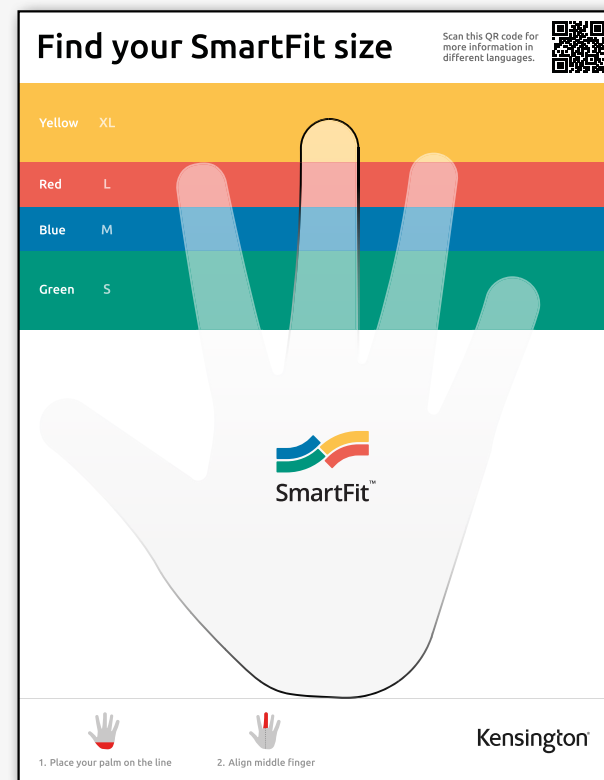 Find your SmartFit size
Scan this QR code for
more information in
different languages.
Yellow XL
Red L
Blue M
Green S
SmartFit™
1. Place your palm on the line
2. Align middle finger
Kensington®